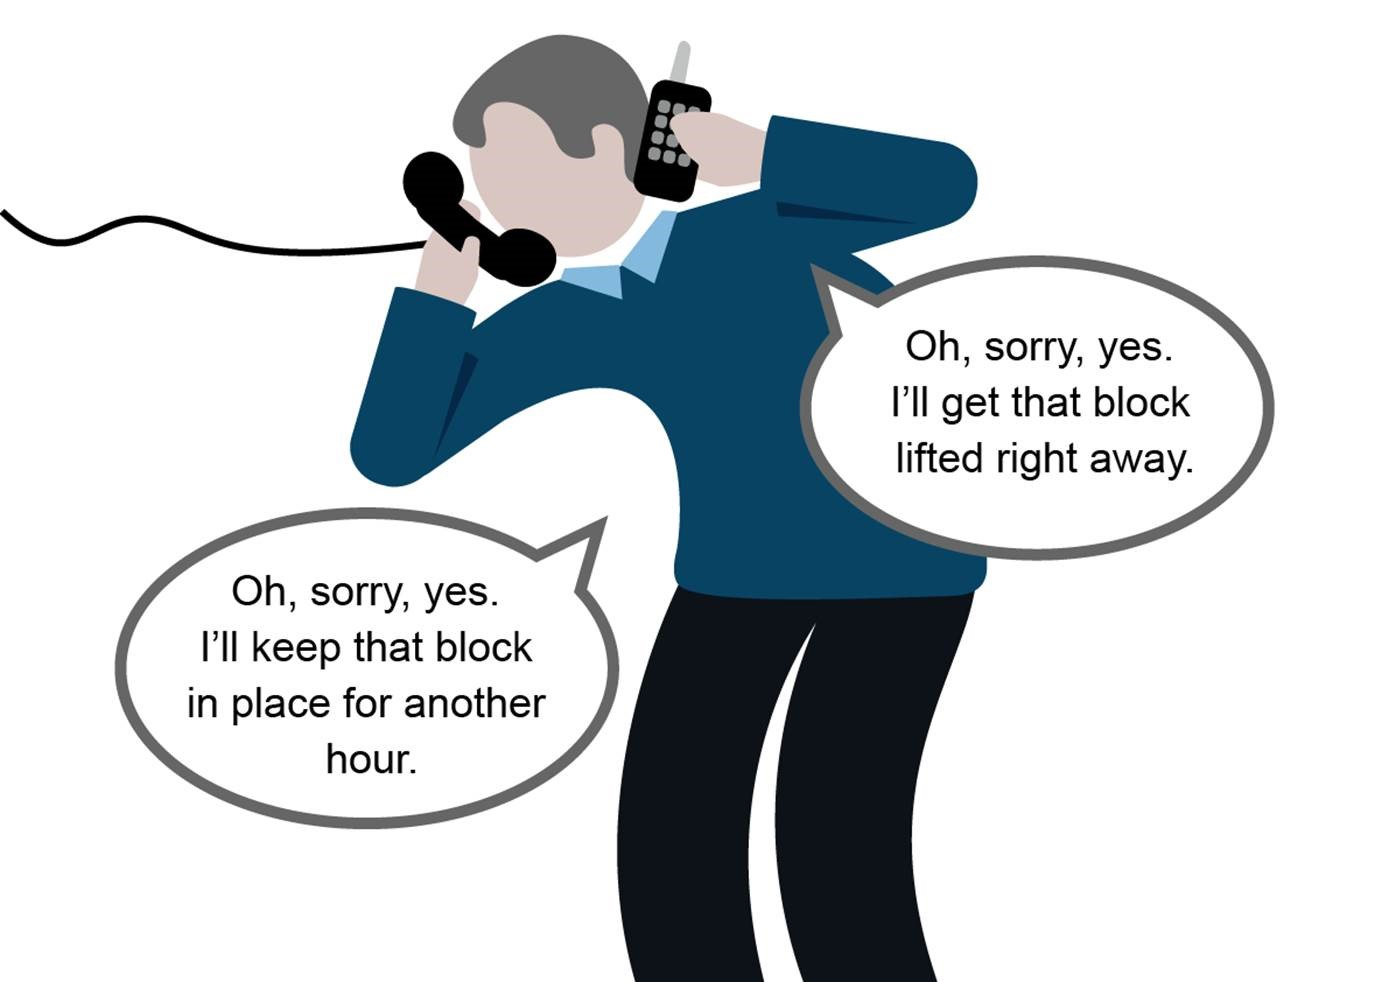 Oh, sorry, yes.
I’ll get that block
lifted right away.
Oh, sorry, yes.
I’ll keep that block
in place for another
hour.